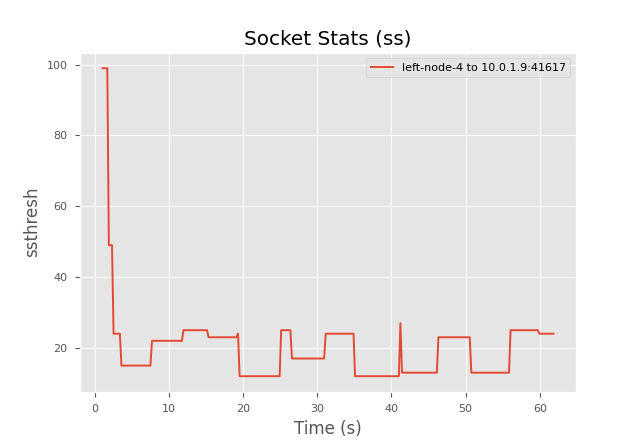 Socket Stats (ss)
left-node-4 to 10.0.1.9:41617
100
80
60
40
20
ssthresh
0 10 20 30 40 50 60
Time (s)